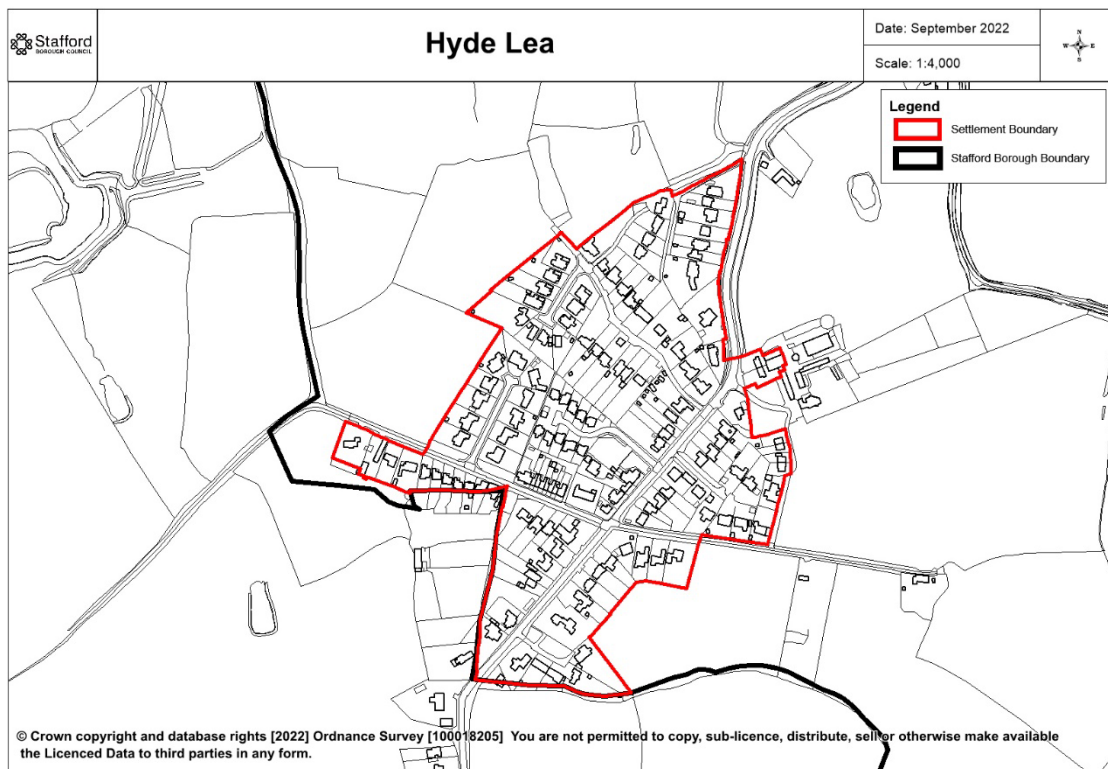 Stafford
BOROUGH COUNCIL
Hyde Lea
Date: September 2022
Scale: 1:4,000
N
W E
S
Legend
Settlement Boundary
Stafford Borough Boundary
© Crown copyright and database rights [2022] Ordnance Survey [100018205] You are not permitted to copy, sub-licence, distribute, sell or otherwise make available
the Licenced Data to third parties in any form.